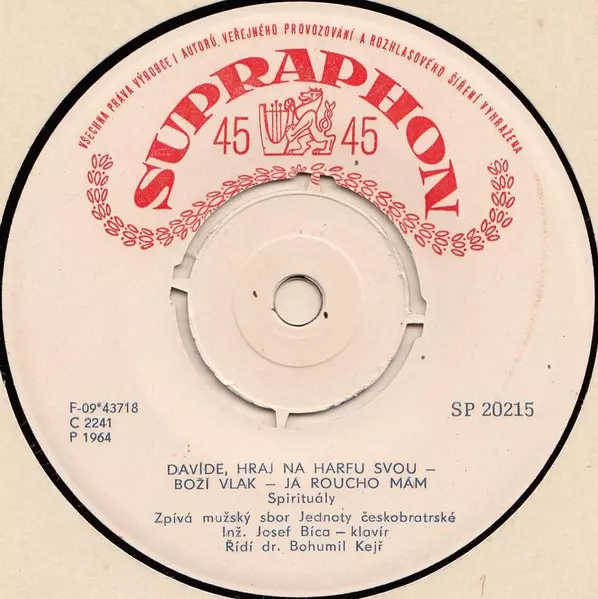 VŠECHNA PRÁVA VÝROBCE I AUTORŮ, VEŘEJNÉHO PROVOZOVÁNÍ A ROZHLASOVÉHO ŠÍŘENÍ VYHRAŽENA
SUPRAPHON
45 45
F-09*43718
C 2241
P 1964
SP 20215
DAVÍDE, HRAJ NA HARFU SVOU –
BOŽÍ VLAK – JÁ ROUCHO MÁM
Spirituály
Zpívá mužský sbor Jednoty českobratrské
Inž. Josef Bíca – klavír
Řídí dr. Bohumil Kejř